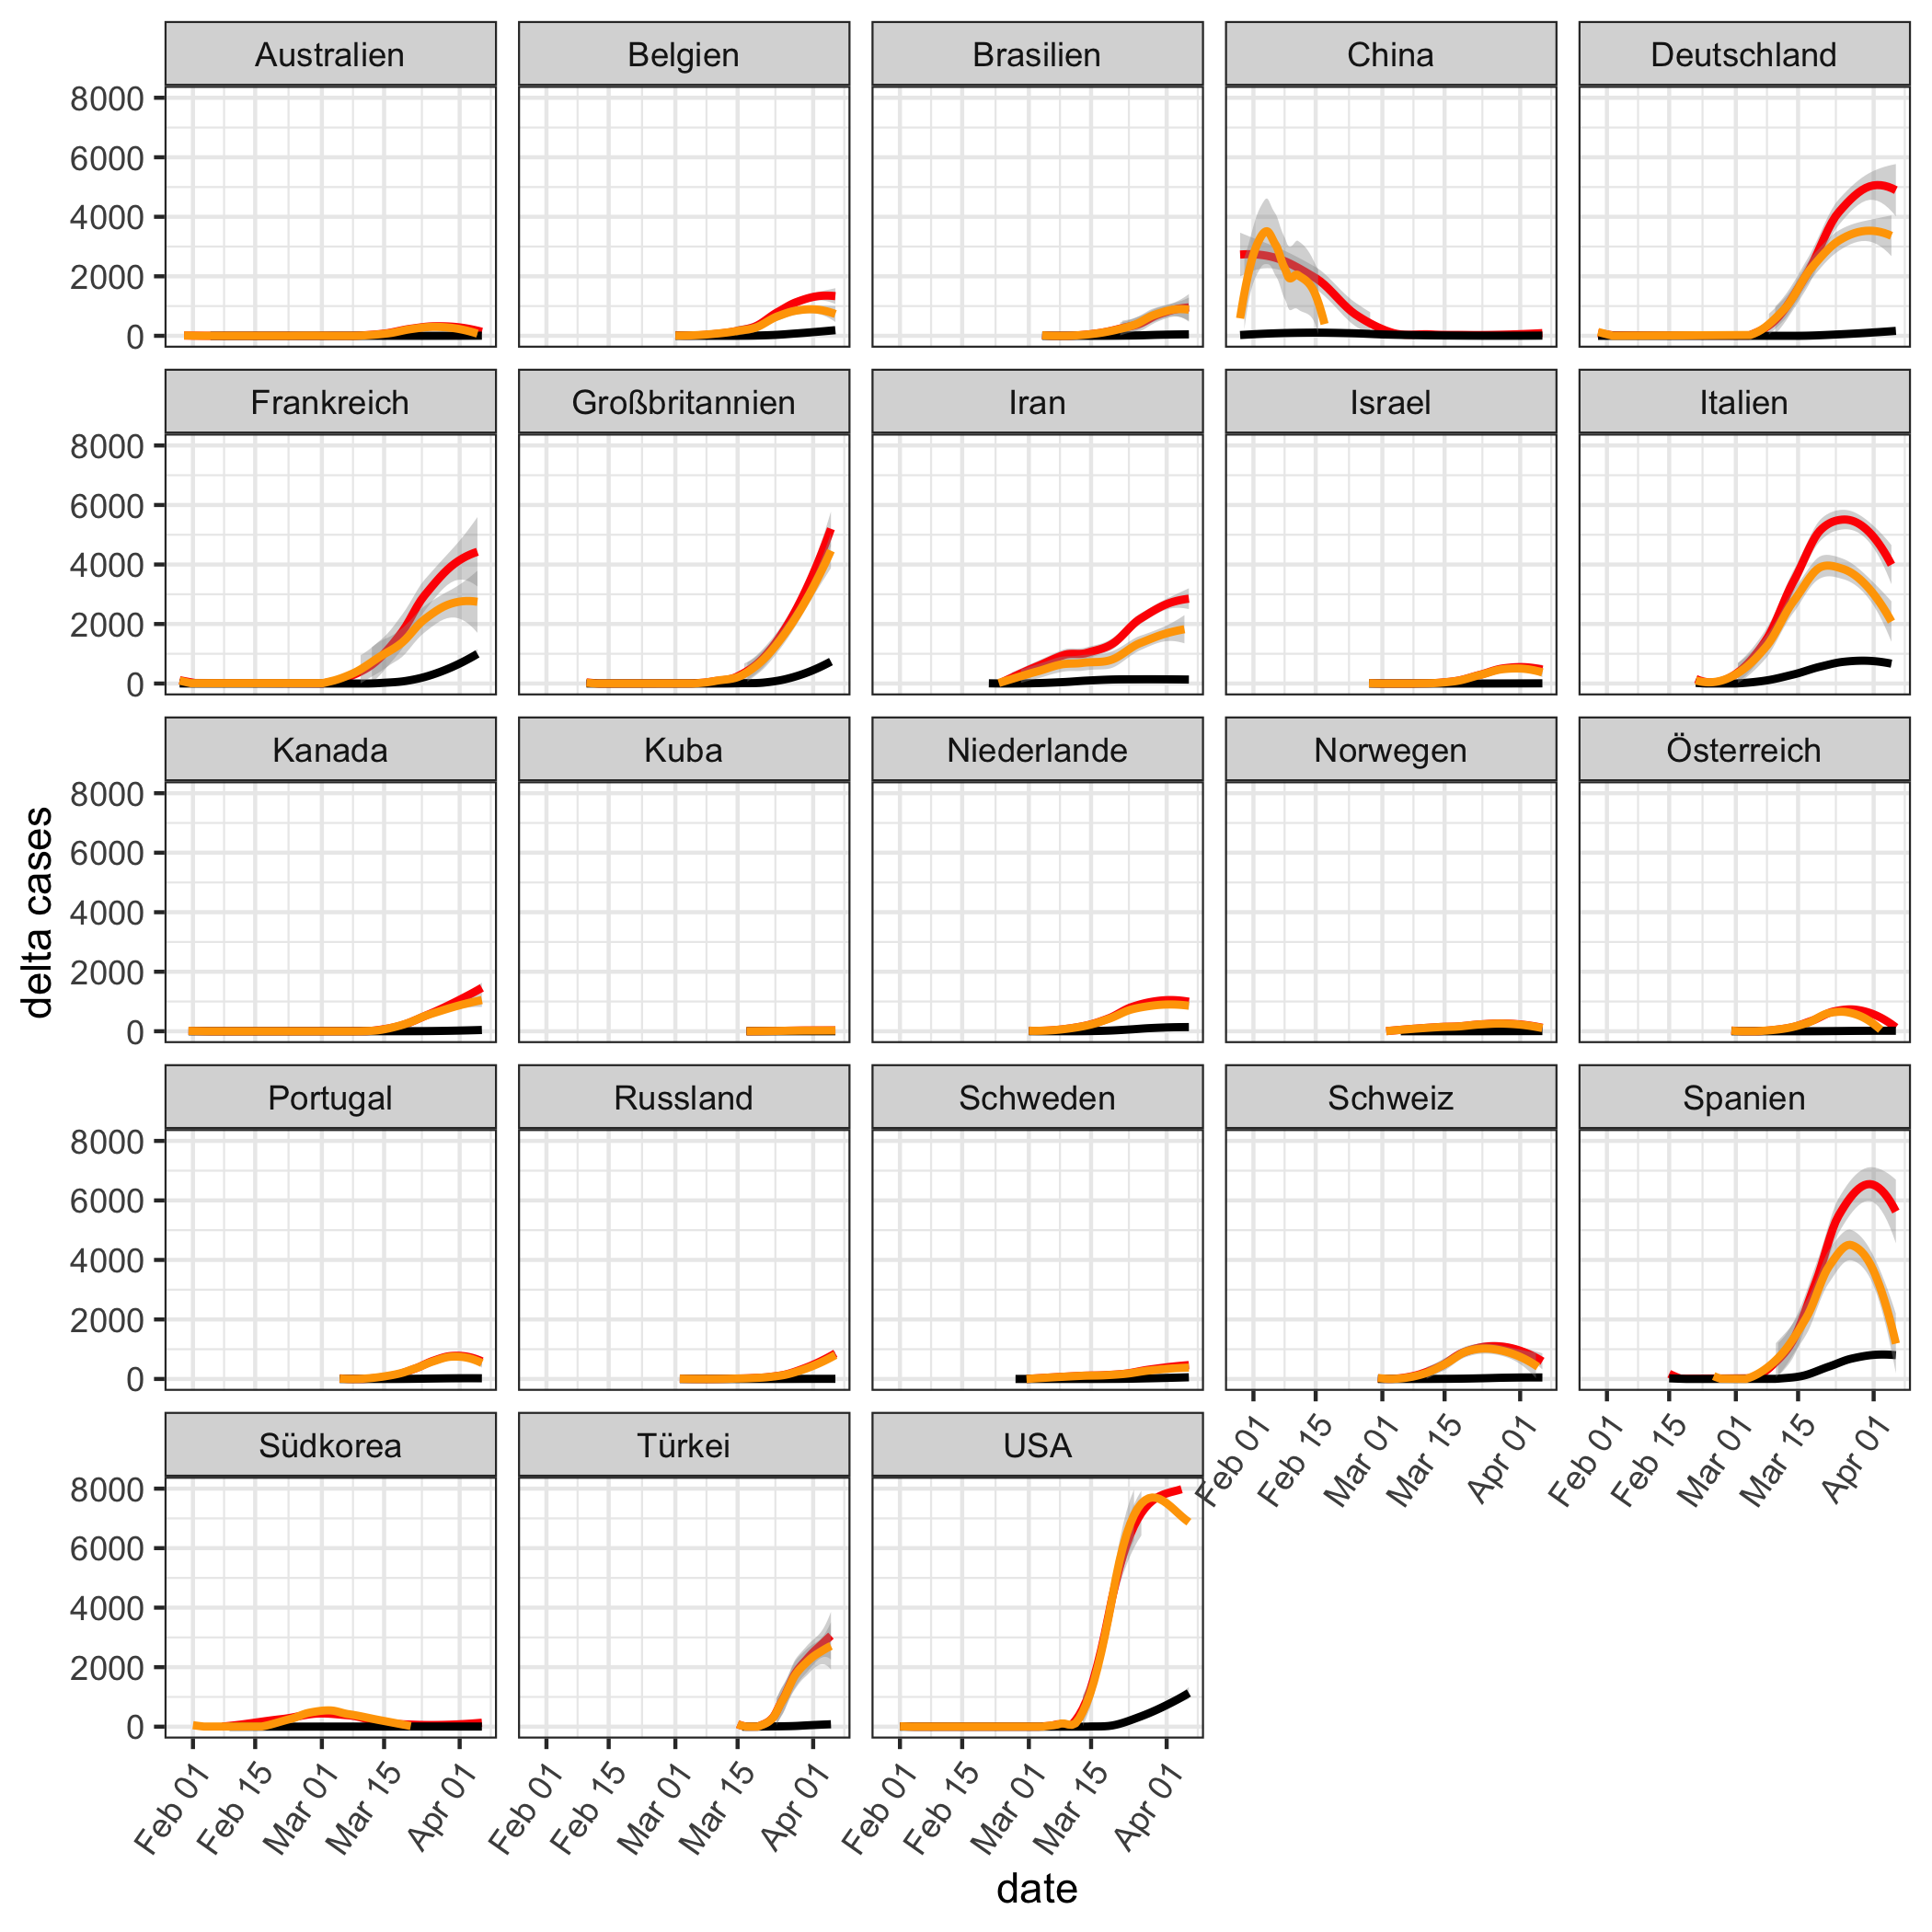 Australien Belgien Brasilien China Deutschland
8000
6000
4000
2000
0
Frankreich Großbritannien Iran Israel Italien
8000
6000
4000
2000
0
Kanada Kuba Niederlande Norwegen Österreich
8000
6000
4000
2000
0
delta cases
Portugal Russland Schweden Schweiz Spanien
8000
6000
4000
2000
0
Feb 01 Feb 15 Mar 01 Mar 15 Apr 01 Feb 01 Feb 15 Mar 01 Mar 15 Apr 01
Südkorea Türkei USA
8000
6000
4000
2000
0
Feb 01 Feb 15 Mar 01 Mar 15 Apr 01 Feb 01 Feb 15 Mar 01 Mar 15 Apr 01 Feb 01 Feb 15 Mar 01 Mar 15 Apr 01
date